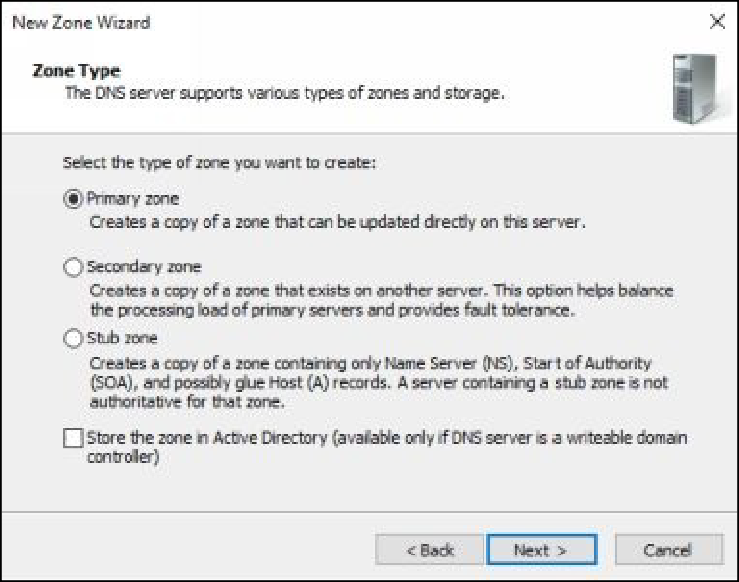 New Zone Wizard
Zone Type
The DNS server supports various types of zones and storage.
Select the type of zone you want to create:
Primary zone
Creates a copy of a zone that can be updated directly on this server.
Secondary zone
Creates a copy of a zone that exists on another server. This option helps balance
the processing load of primary servers and provides fault tolerance.
Stub zone
Creates a copy of a zone containing only Name Server (NS), Start of Authority
(SOA), and possibly glue Host (A) records. A server containing a stub zone is not
authoritative for that zone.
Store the zone in Active Directory (available only if DNS server is a writeable domain
controller)
< Back
Next >
Cancel